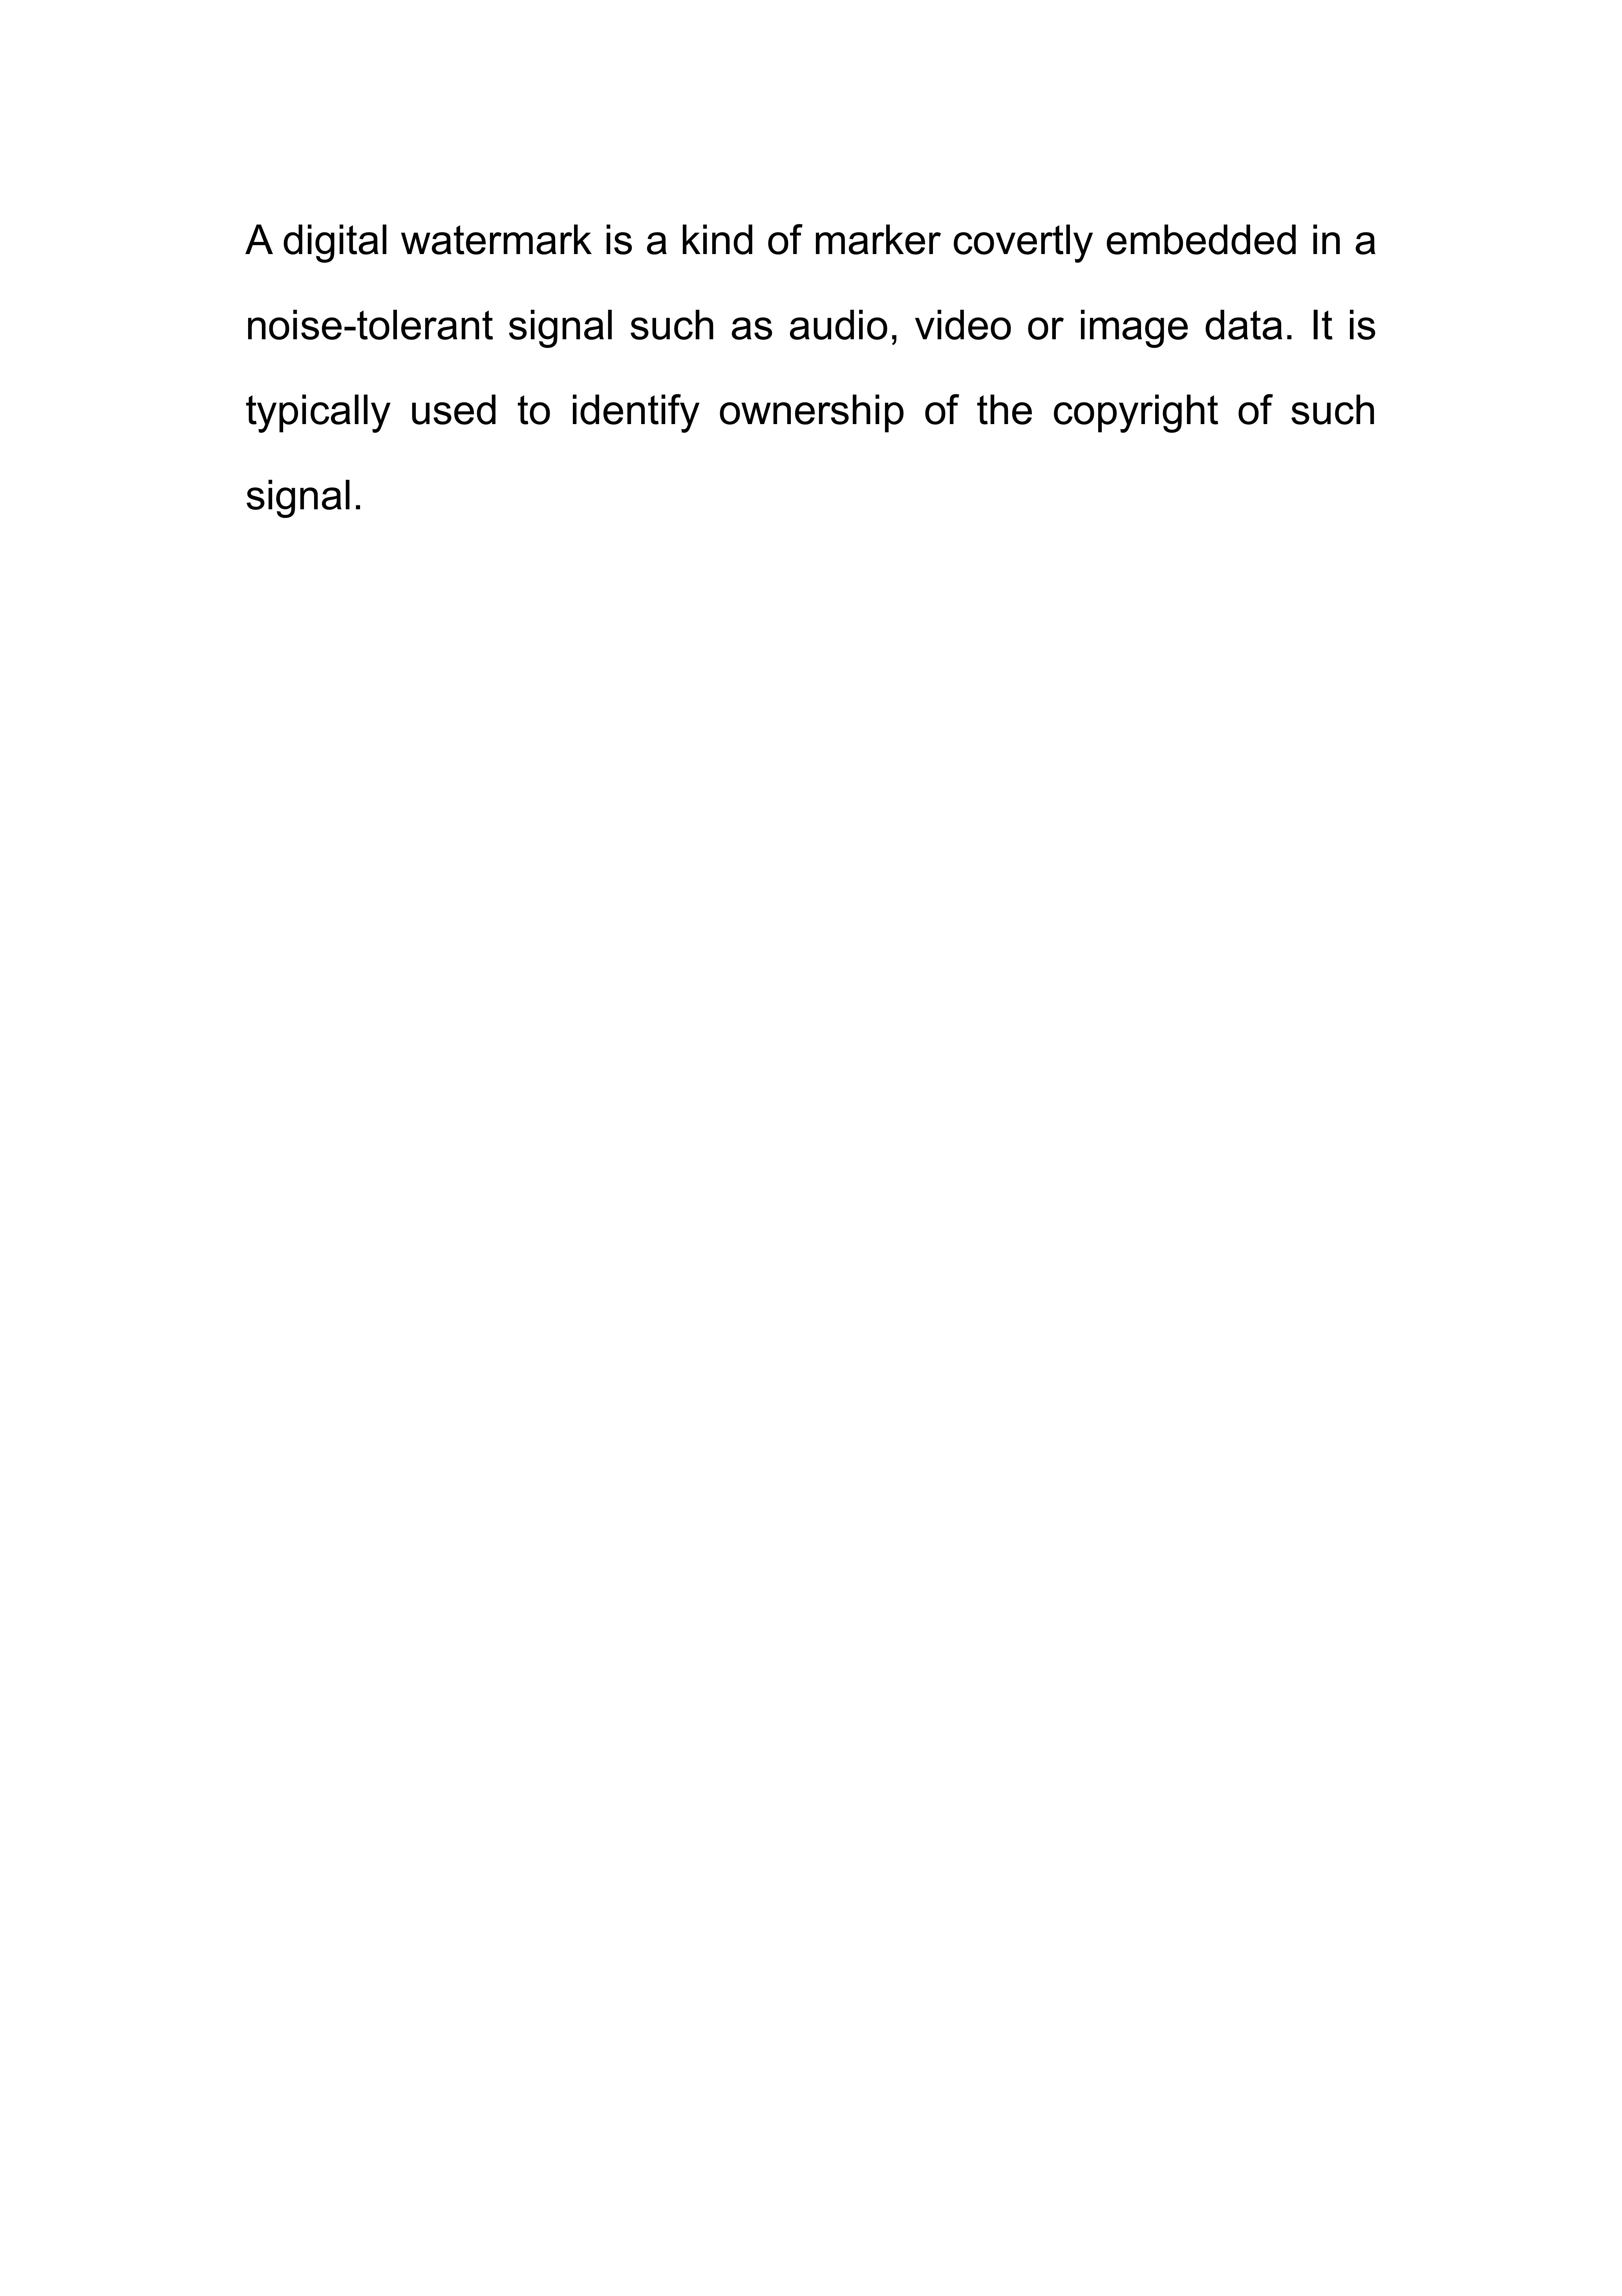 A digital watermark is a kind of marker covertly embedded in a
noise-tolerant signal such as audio, video or image data. It is
typically used to identify ownership of the copyright of such
signal.